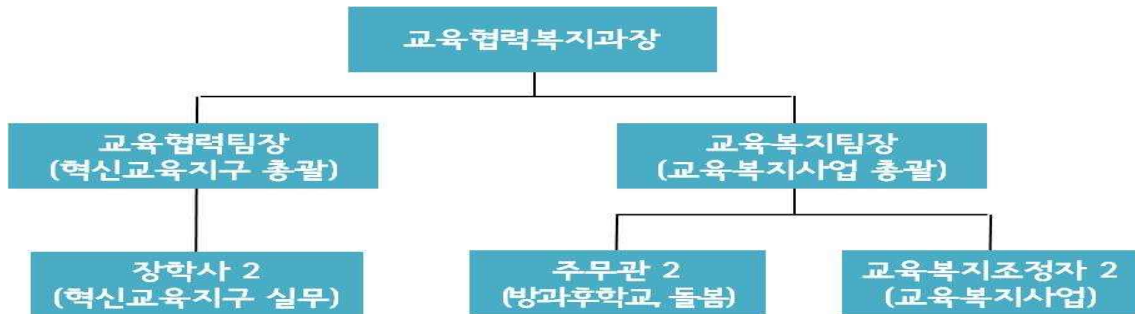 교육협력복지과장
교육협력팀장
(혁신교육지구 총괄)
교육복지팀장
(교육복지사업 총괄)
장학사 2
(혁신교육지구 실무)
주무관 2
(방과후학교, 돌봄)
교육복지조정자 2
(교육복지사업)